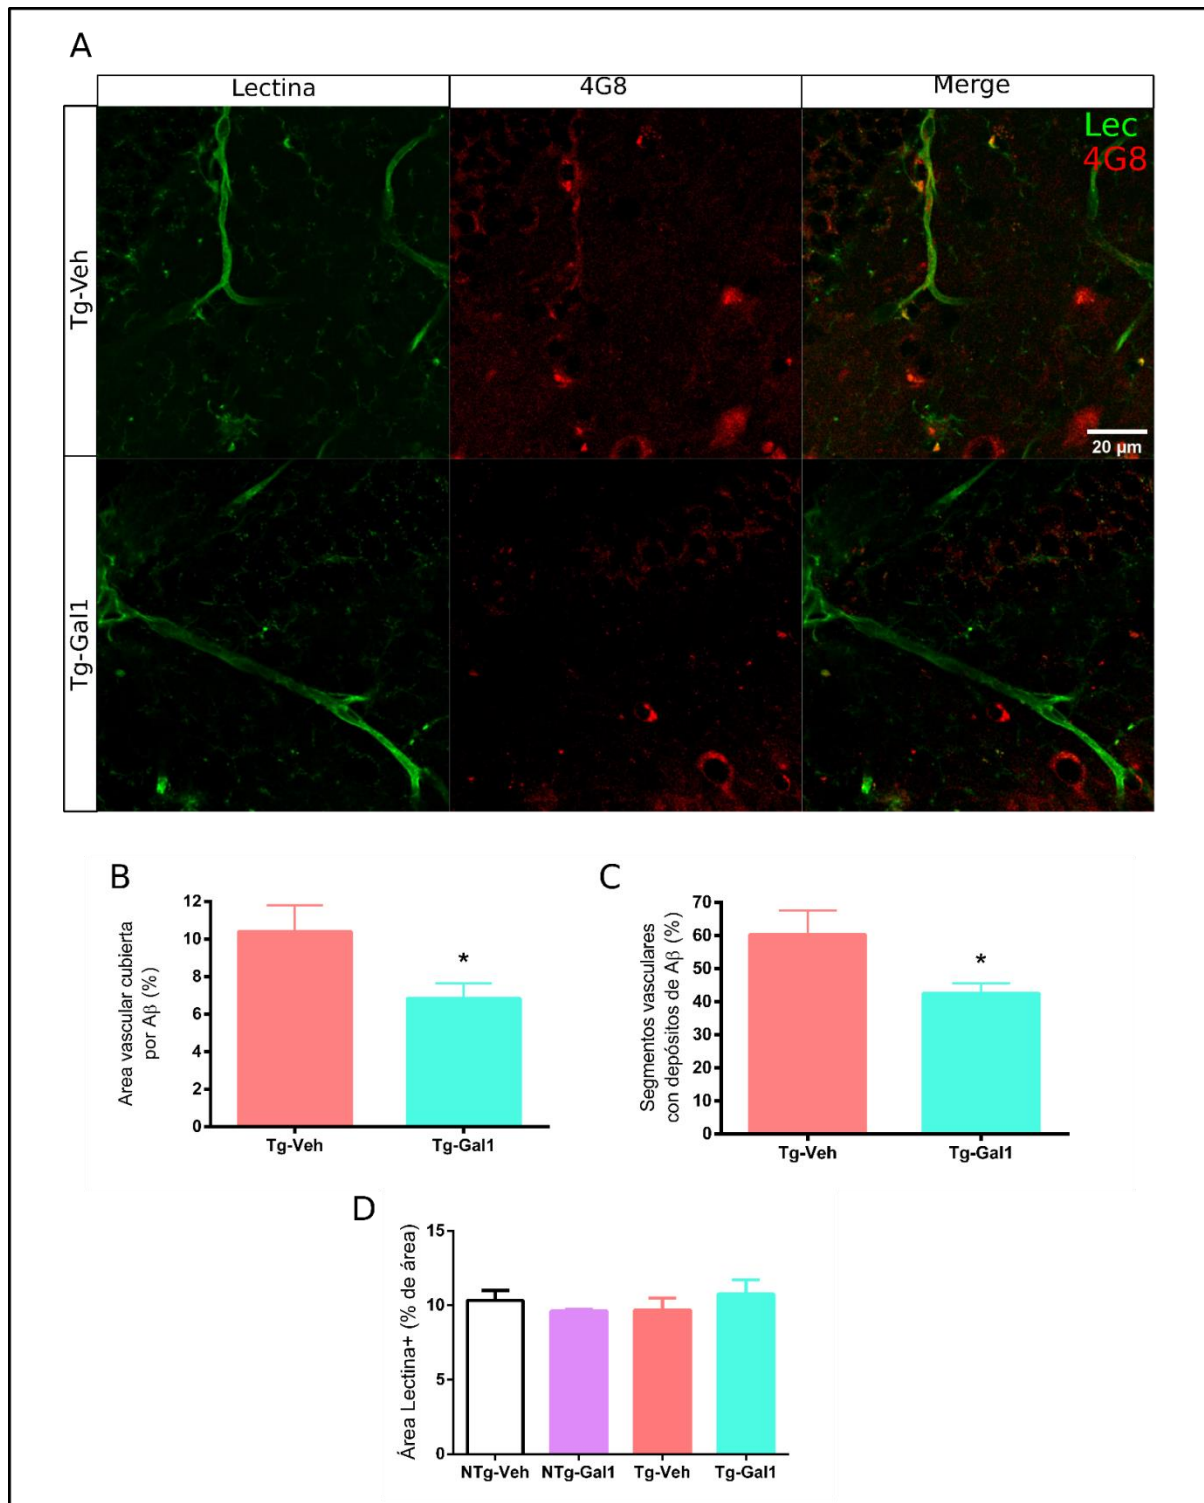 A
Lectina
4G8
Merge
Tg-Veh
Lec
4G8
20 µm
Tg-Gal1
B
Area vascular cubierta
por Aβ (%)
12
10
8
6
4
2
0
*
Tg-Veh
Tg-Gal1
C
Segmentos vasculares
con depósitos de Aβ (%)
70
60
50
40
30
20
10
0
*
Tg-Veh
Tg-Gal1
D
Área Lectina+ (% de área)
15
10
5
0
NTg-Veh
NTg-Gal1
Tg-Veh
Tg-Gal1